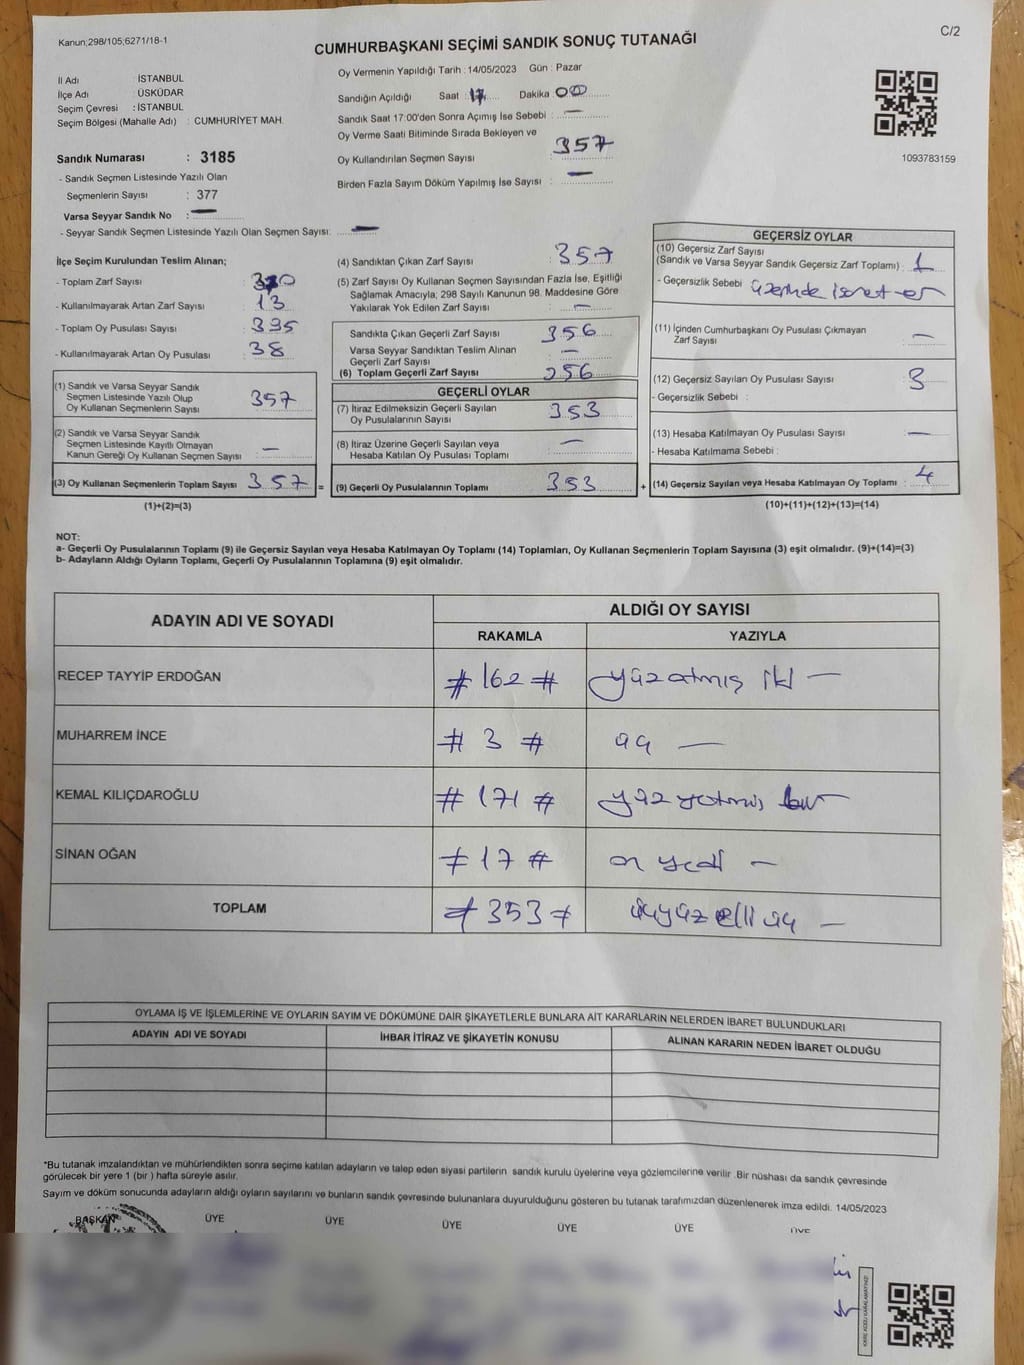 Kanun;298/105;6271/18-1
C/2
CUMHURBAŞKANI SEÇİMİ SANDIK SONUÇ TUTANAĞI
İl Adı : İSTANBUL
İlçe Adı : ÜSKÜDAR
Seçim Çevresi : İSTANBUL
Seçim Bölgesi (Mahalle Adı) : CUMHURİYET MAH.
Sandık Numarası : 3185
- Sandık Seçmen Listesinde Yazılı Olan
Seçmenlerin Sayısı : 377
Varsa Seyyar Sandık No : —
- Seyyar Sandık Seçmen Listesinde Yazılı Olan Seçmen Sayısı: —
Oy Vermenin Yapıldığı Tarih : 14/05/2023 Gün : Pazar
Sandığın Açıldığı Saat : 17 Dakika 00
Sandık Saat 17:00'den Sonra Açımış İse Sebebi : —
Oy Verme Saati Bitiminde Sırada Bekleyen ve
Oy Kullandırılan Seçmen Sayısı 357
Birden Fazla Sayım Döküm Yapılmış İse Sayısı : —
1093783159
İlçe Seçim Kurulundan Teslim Alınan;
- Toplam Zarf Sayısı : 370
- Kullanılmayarak Artan Zarf Sayısı : 13
- Toplam Oy Pusulası Sayısı : 395
- Kullanılmayarak Artan Oy Pusulası : 38
(1) Sandık ve Varsa Seyyar Sandık
Seçmen Listesinde Yazılı Olup
Oy Kullanan Seçmenlerin Sayısı : 357
(2) Sandık ve Varsa Seyyar Sandık
Seçmen Listesinde Kayıtlı Olmayan
Kanun Gereği Oy Kullanan Seçmen Sayısı : —
(3) Oy Kullanan Seçmenlerin Toplam Sayısı : 357 =
(1)+(2)=(3)
(4) Sandıktan Çıkan Zarf Sayısı : 357
(5) Zarf Sayısı Oy Kullanan Seçmen Sayısından Fazla İse, Eşitliği
Sağlamak Amacıyla; 298 Sayılı Kanunun 98. Maddesine Göre
Yakılarak Yok Edilen Zarf Sayısı : —
Sandıkta Çıkan Geçerli Zarf Sayısı 356
Varsa Seyyar Sandıktan Teslim Alınan
Geçerli Zarf Sayısı —
(6) Toplam Geçerli Zarf Sayısı 256
GEÇERLİ OYLAR
(7) İtiraz Edilmeksizin Geçerli Sayılan
Oy Pusulalarının Sayısı : 353
(8) İtiraz Üzerine Geçerli Sayılan veya
Hesaba Katılan Oy Pusulası Toplamı : —
(9) Geçerli Oy Pusulalarının Toplamı 353 +
GEÇERSİZ OYLAR
(10) Geçersiz Zarf Sayısı
(Sandık ve Varsa Seyyar Sandık Geçersiz Zarf Toplamı) : 1
- Geçersizlik Sebebi : üzerinde işret er
(11) İçinden Cumhurbaşkanı Oy Pusulası Çıkmayan
Zarf Sayısı : —
(12) Geçersiz Sayılan Oy Pusulası Sayısı : 3
- Geçersizlik Sebebi :
(13) Hesaba Katılmayan Oy Pusulası Sayısı : —
- Hesaba Katılmama Sebebi :
(14) Geçersiz Sayılan veya Hesaba Katılmayan Oy Toplamı : 4
(10)+(11)+(12)+(13)=(14)
NOT:
a- Geçerli Oy Pusulalarının Toplamı (9) ile Geçersiz Sayılan veya Hesaba Katılmayan Oy Toplamı (14) Toplamları, Oy Kullanan Seçmenlerin Toplam Sayısına (3) eşit olmalıdır. (9)+(14)=(3)
b- Adayların Aldığı Oyların Toplamı, Geçerli Oy Pusulalarının Toplamına (9) eşit olmalıdır.
ADAYIN ADI VE SOYADI
ALDIĞI OY SAYISI
RAKAMLA YAZIYLA
RECEP TAYYİP ERDOĞAN # 162 # yüzatmış iki —
MUHARREM İNCE # 3 # üç —
KEMAL KILIÇDAROĞLU # 171 # yüz yetmiş bir —
SİNAN OĞAN # 17 # on yedi —
TOPLAM # 353 # üçyüz elli üç —
OYLAMA İŞ VE İŞLEMLERİNE VE OYLARIN SAYIM VE DÖKÜMÜNE DAİR ŞİKAYETLERLE BUNLARA AİT KARARLARIN NELERDEN İBARET BULUNDUKLARI
ADAYIN ADI VE SOYADI İHBAR İTİRAZ VE ŞİKAYETİN KONUSU ALINAN KARARIN NEDEN İBARET OLDUĞU
*Bu tutanak imzalandıktan ve mühürlendikten sonra seçime katılan adayların ve talep eden siyasi partilerin sandık kurulu üyelerine veya gözlemcilerine verilir .Bir nüshası da sandık çevresinde
görülecek bir yere 1 (bir ) hafta süreyle asılır.
Sayım ve döküm sonucunda adayların aldığı oyların sayılarını ve bunların sandık çevresinde bulunanlara duyurulduğunu gösteren bu tutanak tarafımızdan düzenlenerek imza edildi. 14/05/2023
BAŞKAN ÜYE ÜYE ÜYE ÜYE ÜYE ÜYE